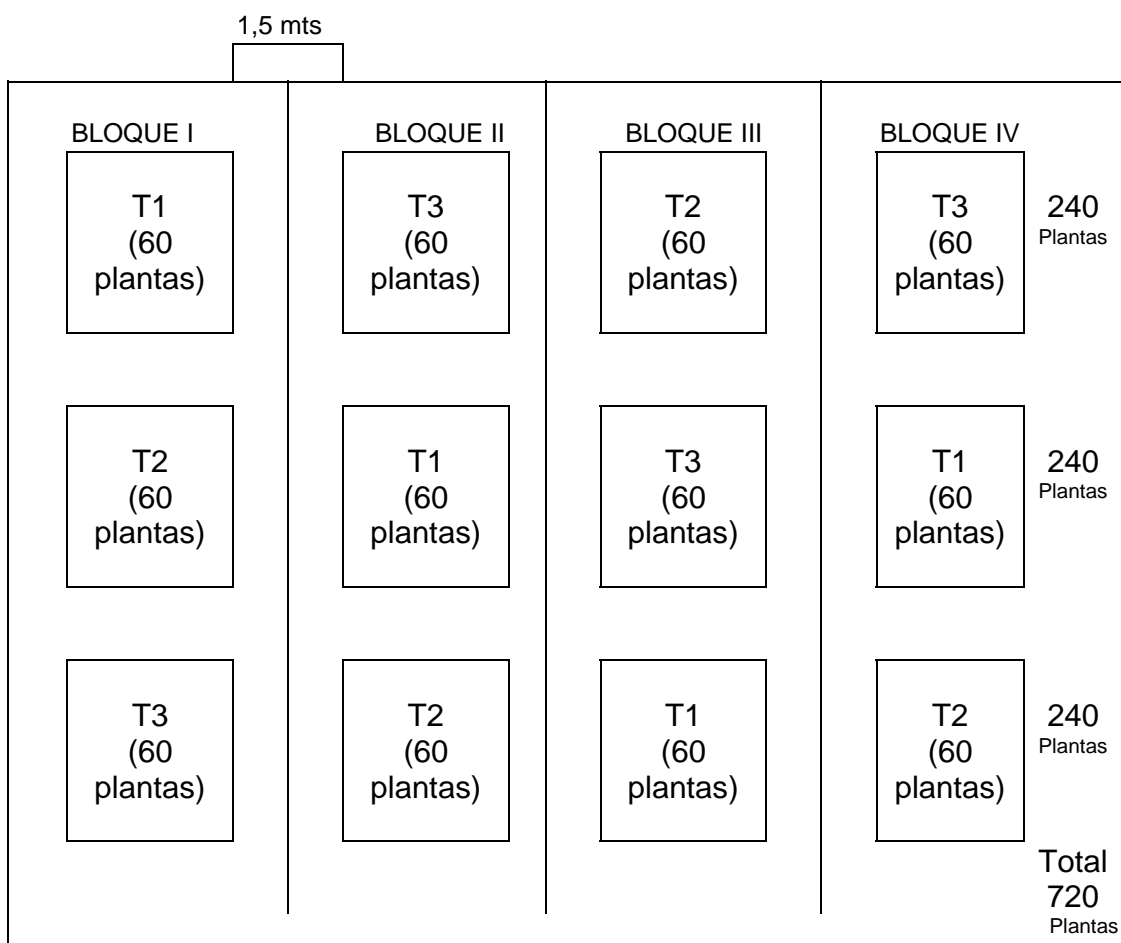 1,5 mts
BLOQUE I
BLOQUE II
BLOQUE III
BLOQUE IV
T1
(60
plantas)
T3
(60
plantas)
T2
(60
plantas)
T3
(60
plantas)
240
Plantas
T2
(60
plantas)
T1
(60
plantas)
T3
(60
plantas)
T1
(60
plantas)
240
Plantas
T3
(60
plantas)
T2
(60
plantas)
T1
(60
plantas)
T2
(60
plantas)
240
Plantas
Total
720
Plantas